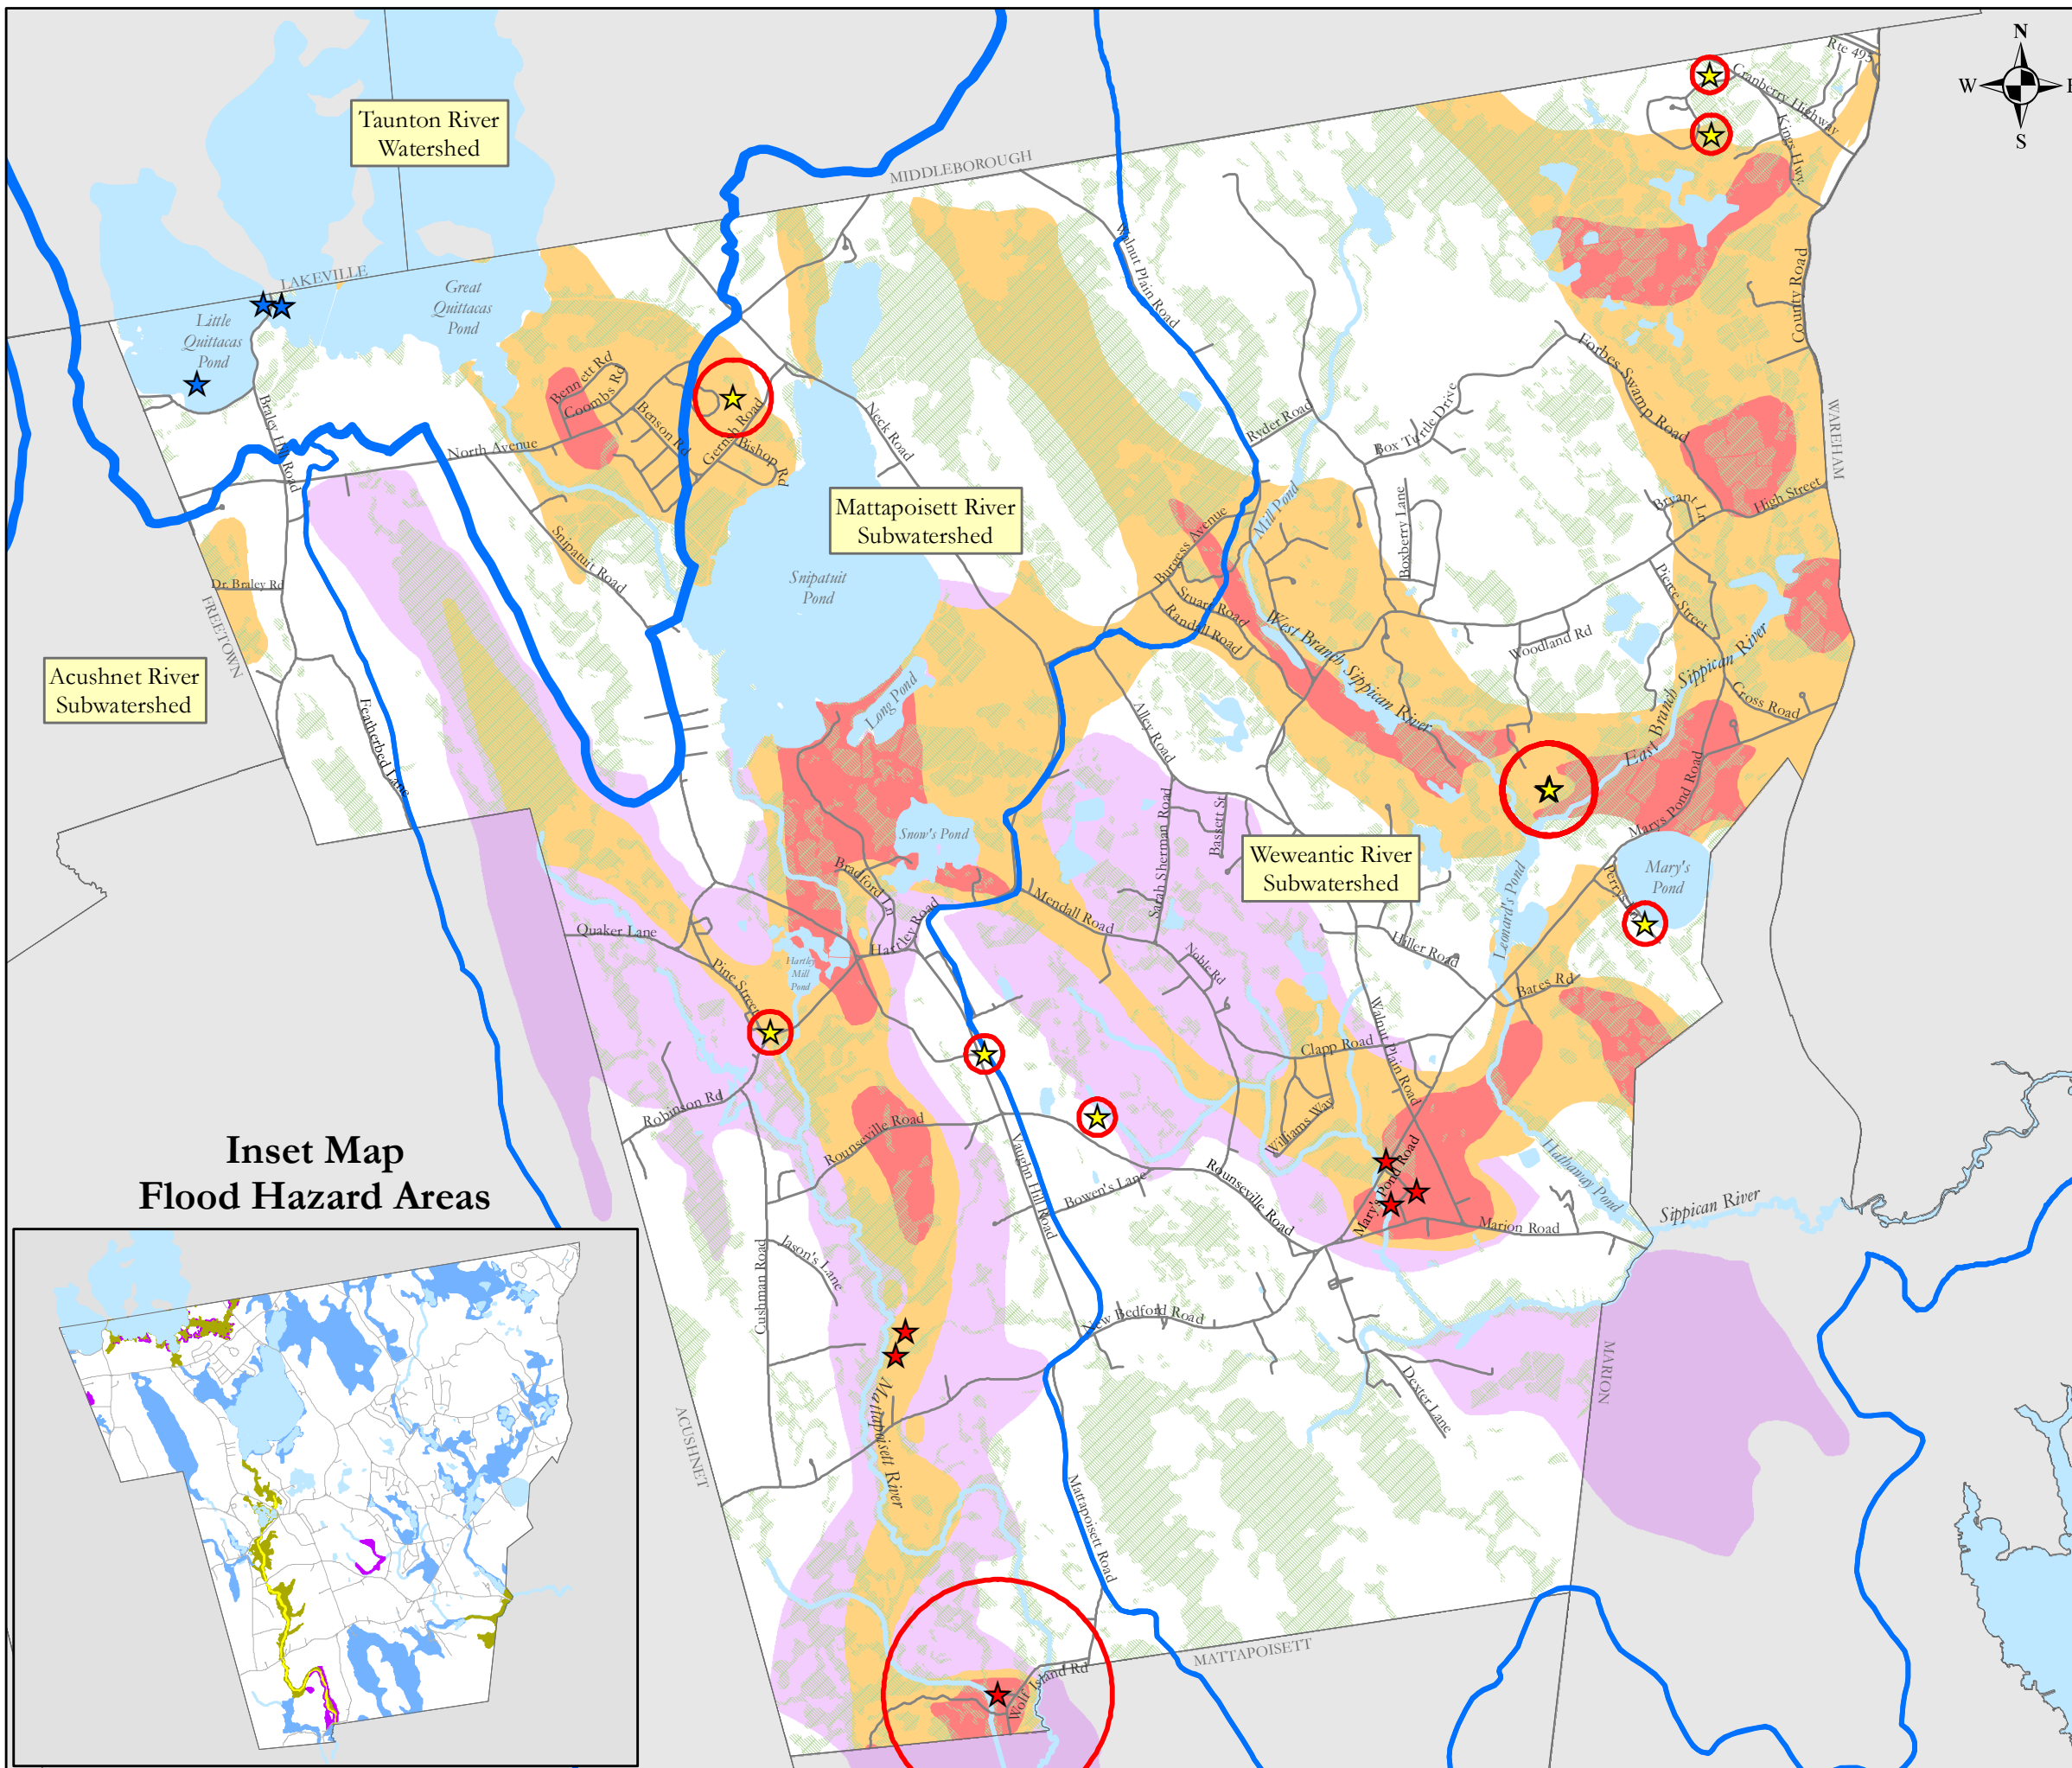 N
W
S
Taunton River
Watershed
Rte 495
Cranberry Highway
Kings Hwy.
MIDDLEBOROUGH
LAKEVILLE
Great
Quittacas
Pond
Little
Quittacas
Pond
Walnut Plain Road
County Road
Forbes Swamp Road
WAREHAM
Bennett Rd
Coombs Rd
Benson Rd
Gerrish Road
Bishop Rd
Neck Road
Ryder Road
Box Turtle Drive
Braley Hill Road
North Avenue
Mattapoisett River
Subwatershed
Mill Pond
Boxberry Lane
Bryant Ln
High Street
Snipatuit Road
Snipatuit
Pond
Burgess Avenue
Stuart Road
Randall Road
Pierce Street
Dr. Braley Rd
FREETOWN
West Branch Sippican River
Woodland Rd
East Branch Sippican River
Cross Road
Acushnet River
Subwatershed
Featherbed Lane
Long Pond
Alley Road
Marys Pond Road
Snow's Pond
Sarah Sherman Road
Bassett St
Weweantic River
Subwatershed
Mary's
Pond
Bradford Ln
Hartley Road
Mendall Road
Leonard's Pond
Quaker Lane
Pine Street
Hartley
Mill
Pond
Noble Rd
Hiller Road
Bates Rd
Walnut Plain Road
Clapp Road
Robinson Rd
Rounseville Road
Williams Way
Mary's Pond Road
Hathaway Pond
Inset Map
Flood Hazard Areas
Vaughn Hill Road
Bowen's Lane
Rounseville Road
Marion Road
Sippican River
Cushman Road
Jason's Lane
New Bedford Road
Dexter Lane
MARION
ACUSHNET
Mattapoisett River
Mattapoisett Road
Wolf Island Rd
MATTAPOISETT